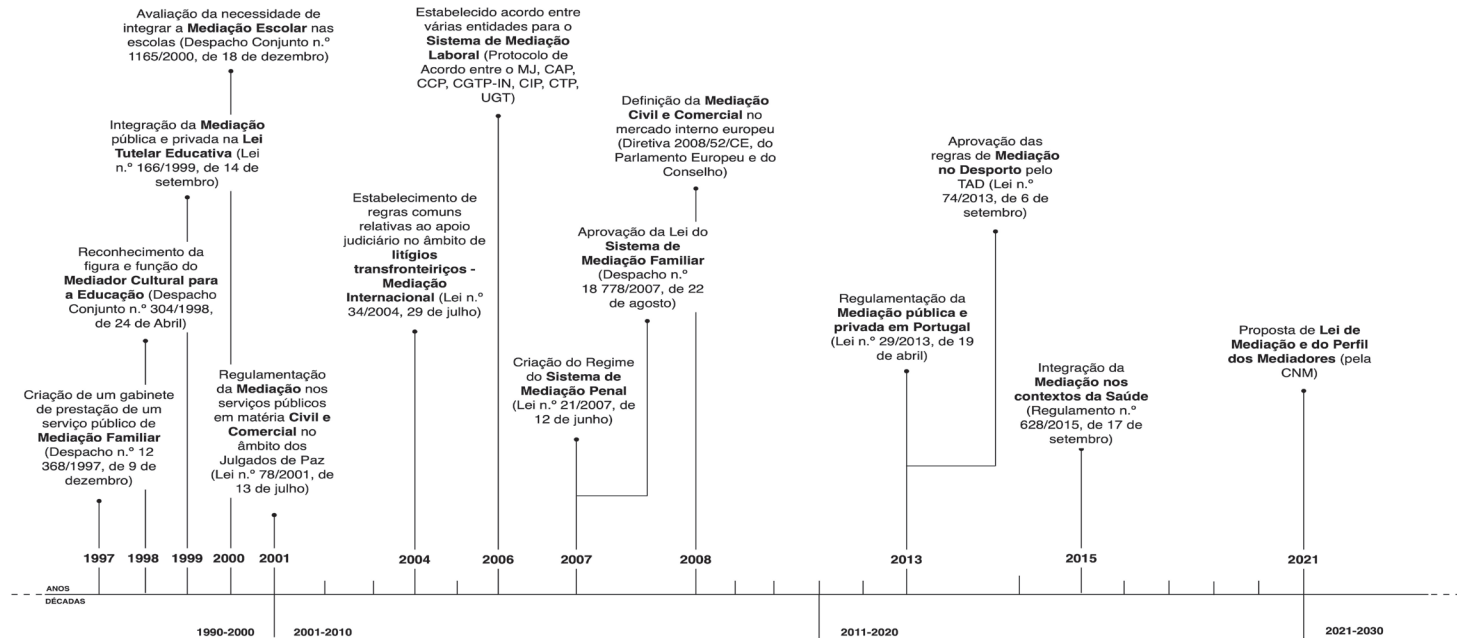 Avaliação da necessidade de
integrar a Mediação Escolar nas
escolas (Despacho Conjunto n.º
1165/2000, de 18 de dezembro)
Estabelecido acordo entre
várias entidades para o
Sistema de Mediação
Laboral (Protocolo de
Acordo entre o MJ, CAP,
CCP, CGTP-IN, CIP, CTP,
UGT)
Integração da Mediação
pública e privada na Lei
Tutelar Educativa (Lei
n.º 166/1999, de 14 de
setembro)
Definição da Mediação
Civil e Comercial no
mercado interno europeu
(Diretiva 2008/52/CE, do
Parlamento Europeu e do
Conselho)
Aprovação das
regras de Mediação
no Desporto pelo
TAD (Lei n.º
74/2013, de 6 de
setembro)
Estabelecimento de
regras comuns
relativas ao apoio
judiciário no âmbito de
litígios
transfronteiriços -
Mediação
Internacional (Lei n.º
34/2004, 29 de julho)
Aprovação da Lei do
Sistema de
Mediação Familiar
(Despacho n.º
18 778/2007, de 22
de agosto)
Reconhecimento da
figura e função do
Mediador Cultural para
a Educação (Despacho
Conjunto n.º 304/1998,
de 24 de Abril)
Regulamentação da
Mediação pública e
privada em Portugal
(Lei n.º 29/2013, de 19
de abril)
Proposta de Lei de
Mediação e do Perfil
dos Mediadores (pela
CNM)
Criação de um gabinete
de prestação de um
serviço público de
Mediação Familiar
(Despacho n.º 12
368/1997, de 9 de
dezembro)
Regulamentação
da Mediação nos
serviços públicos
em matéria Civil e
Comercial no
âmbito dos
Julgados de Paz
(Lei n.º 78/2001, de
13 de julho)
Criação do Regime
do Sistema de
Mediação Penal
(Lei n.º 21/2007, de
12 de junho)
Integração da
Mediação nos
contextos da Saúde
(Regulamento n.º
628/2015, de 17 de
setembro)
1997
1998
1999
2000
2001
2004
2006
2007
2008
2013
2015
2021
ANOS
DÉCADAS
1990-2000
2001-2010
2011-2020
2021-2030